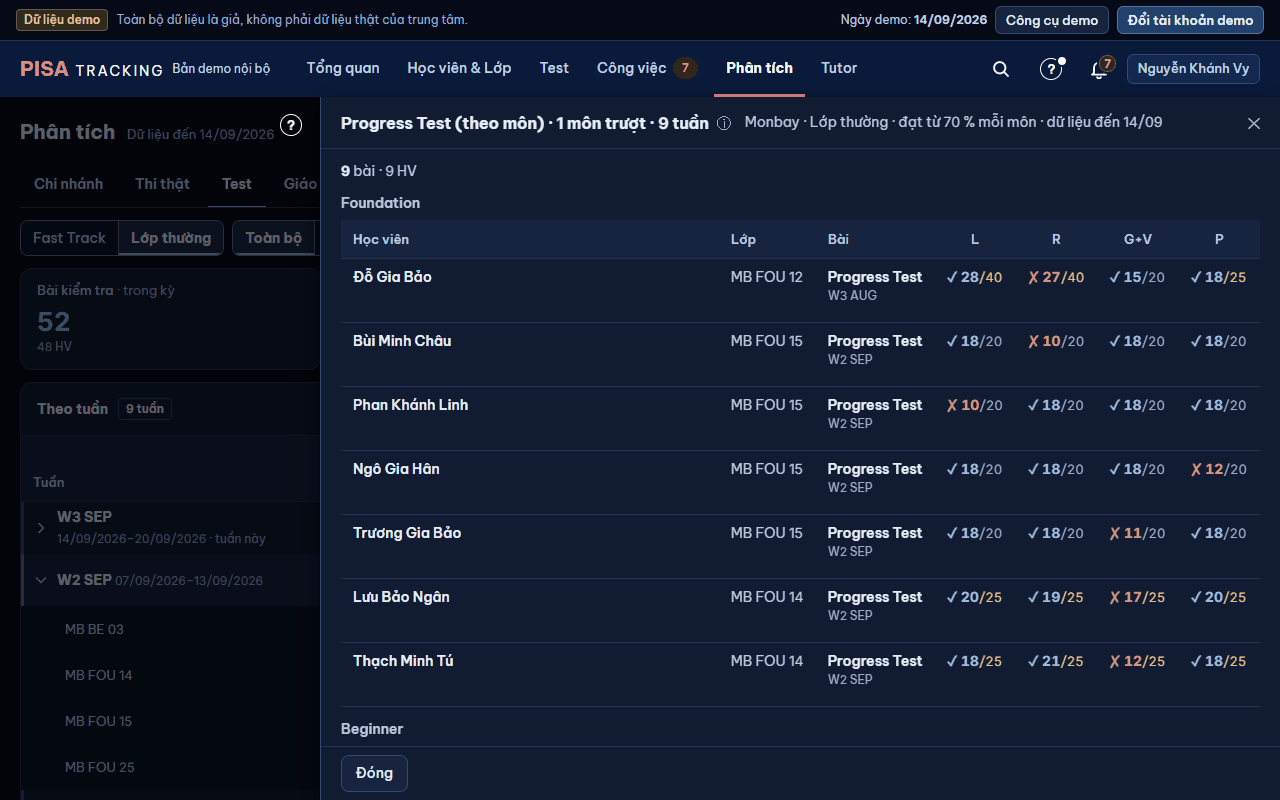 Dữ liệu demo Toàn bộ dữ liệu là giả, không phải dữ liệu thật của trung tâm. Ngày demo: 14/09/2026 Công cụ demo Đổi tài khoản demo
PISA TRACKING Bản demo nội bộ Tổng quan Học viên & Lớp Test Công việc 7 Phân tích Tutor ? 7 Nguyễn Khánh Vy
Phân tích Dữ liệu đến 14/09/2026 ?
Chi nhánh Thi thật Test Giáo
Fast Track Lớp thường Toàn bộ
Bài kiểm tra · trong kỳ
52
48 HV
Theo tuần 9 tuần
Tuần
W3 SEP
14/09/2026–20/09/2026 · tuần này
W2 SEP 07/09/2026–13/09/2026
MB BE 03
MB FOU 14
MB FOU 15
MB FOU 25
Progress Test (theo môn) · 1 môn trượt · 9 tuần ⓘ Monbay · Lớp thường · đạt từ 70 % mỗi môn · dữ liệu đến 14/09
9 bài · 9 HV
Foundation
Học viên Lớp Bài L R G+V P
Đỗ Gia Bảo MB FOU 12 Progress Test ✓ 28/40 ✗ 27/40 ✓ 15/20 ✓ 18/25
W3 AUG
Bùi Minh Châu MB FOU 15 Progress Test ✓ 18/20 ✗ 10/20 ✓ 18/20 ✓ 18/20
W2 SEP
Phan Khánh Linh MB FOU 15 Progress Test ✗ 10/20 ✓ 18/20 ✓ 18/20 ✓ 18/20
W2 SEP
Ngô Gia Hân MB FOU 15 Progress Test ✓ 18/20 ✓ 18/20 ✓ 18/20 ✗ 12/20
W2 SEP
Trương Gia Bảo MB FOU 15 Progress Test ✓ 18/20 ✓ 18/20 ✗ 11/20 ✓ 18/20
W2 SEP
Lưu Bảo Ngân MB FOU 14 Progress Test ✓ 20/25 ✓ 19/25 ✗ 17/25 ✓ 20/25
W2 SEP
Thạch Minh Tú MB FOU 14 Progress Test ✓ 18/25 ✓ 21/25 ✗ 12/25 ✓ 18/25
W2 SEP
Beginner
Đóng